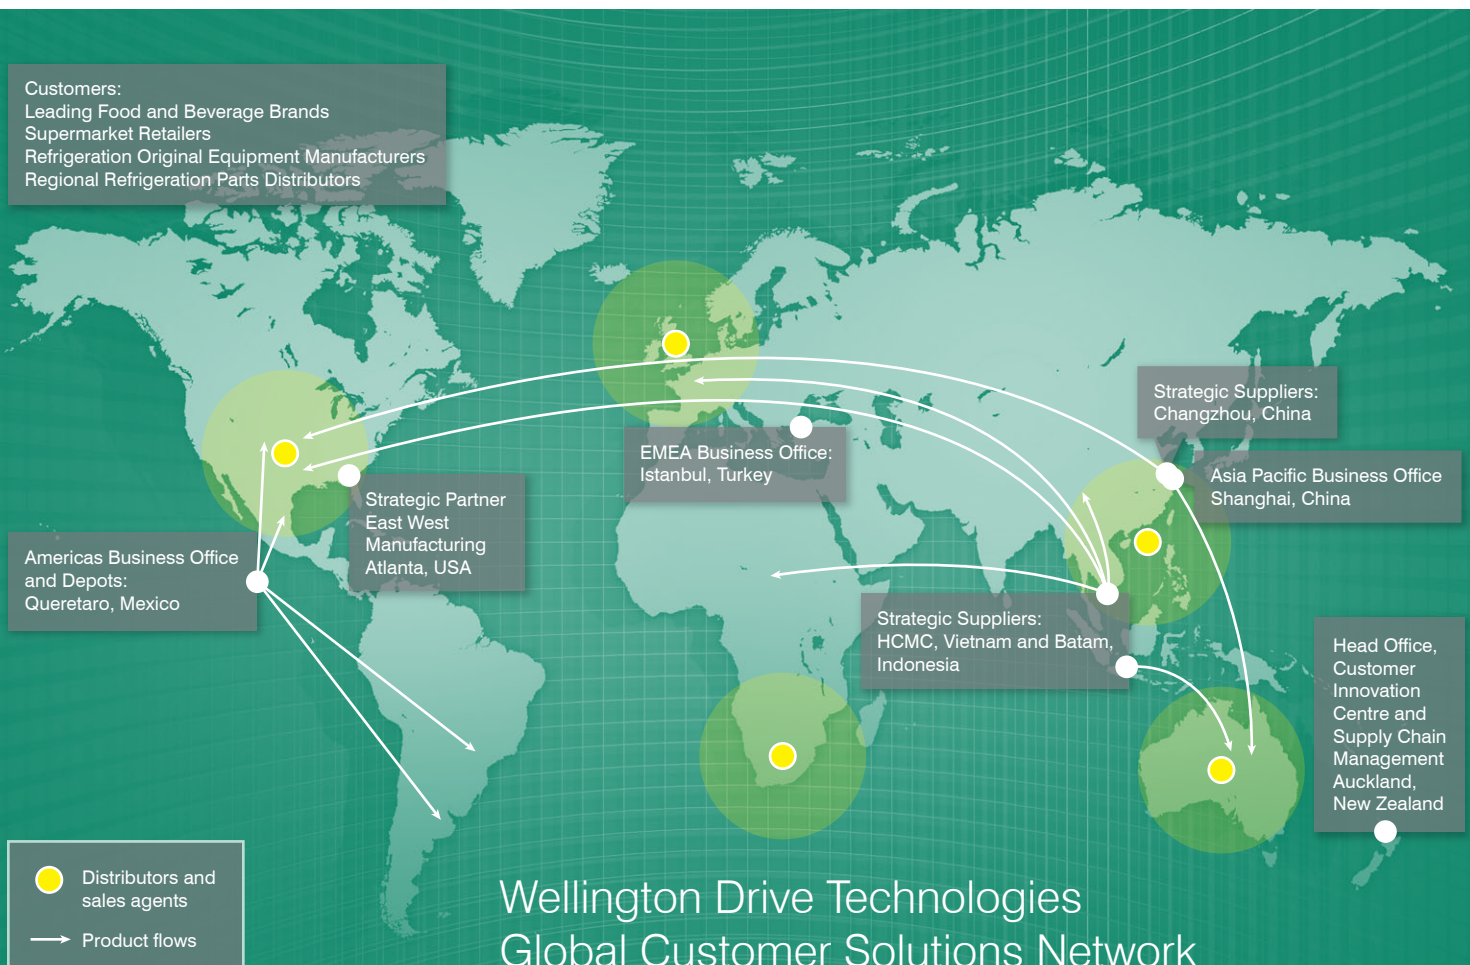 Customers:
Leading Food and Beverage Brands
Supermarket Retailers
Refrigeration Original Equipment Manufacturers
Regional Refrigeration Parts Distributors
Strategic Suppliers:
Changzhou, China
EMEA Business Office:
Istanbul, Turkey
Asia Pacific Business Office
Shanghai, China
Strategic Partner
East West
Manufacturing
Atlanta, USA
Americas Business Office
and Depots:
Queretaro, Mexico
Strategic Suppliers:
HCMC, Vietnam and Batam,
Indonesia
Head Office,
Customer
Innovation
Centre and
Supply Chain
Management
Auckland,
New Zealand
Distributors and
sales agents
Product flows
Wellington Drive Technologies
Global Customer Solutions Network